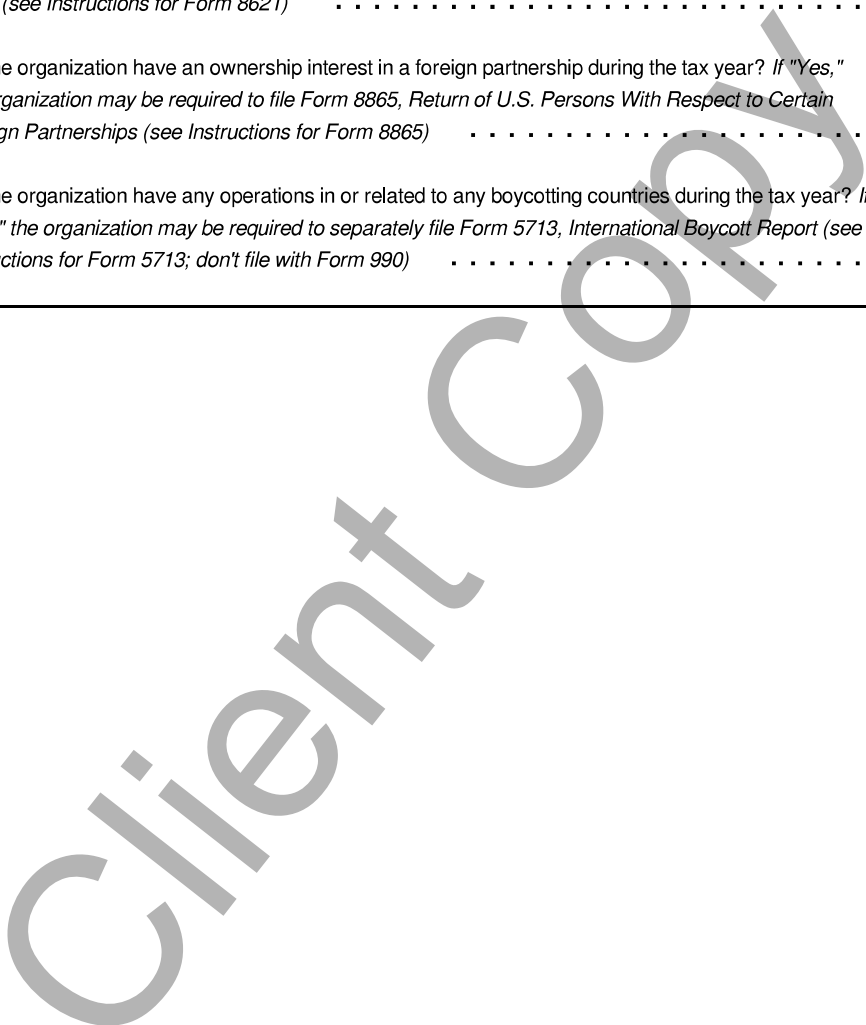 (see Instructions for Form 8621) . . . . . . . . . . . . . . . . . . . . . . . . . . . .
he organization have an ownership interest in a foreign partnership during the tax year? If "Yes,"
rganization may be required to file Form 8865, Return of U.S. Persons With Respect to Certain
gn Partnerships (see Instructions for Form 8865) . . . . . . . . . . . . . . . . . . . . .
he organization have any operations in or related to any boycotting countries during the tax year? If
" the organization may be required to separately file Form 5713, International Boycott Report (see
uctions for Form 5713; don't file with Form 990) . . . . . . . . . . . . . . . . . . . . . .
Client Copy